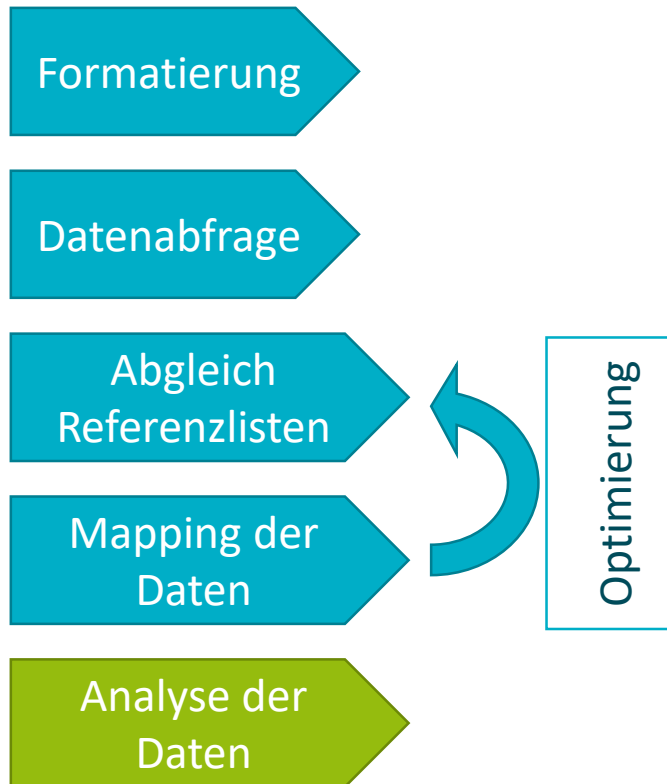 Formatierung
Datenabfrage
Abgleich
Referenzlisten
Mapping der
Daten
Optimierung
Analyse der
Daten